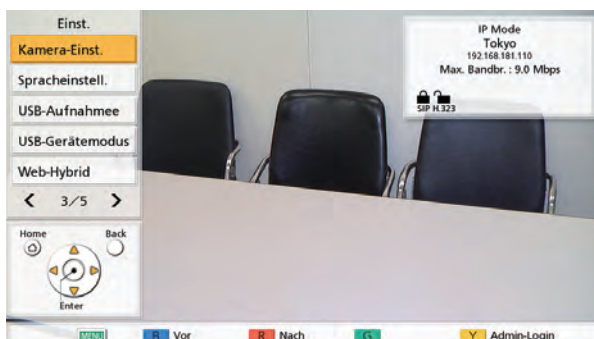 Einst.
Kamera-Einst.
Spracheinstell.
USB-Aufnahmee
USB-Gerätemodus
Web-Hybrid
3/5
Home
Back
Enter
IP Mode
Tokyo
192.168.181.110
Max. Bandbr. : 9.0 Mbps
SIP H.323
MENU B Vor R Nach G Y Admin-Login